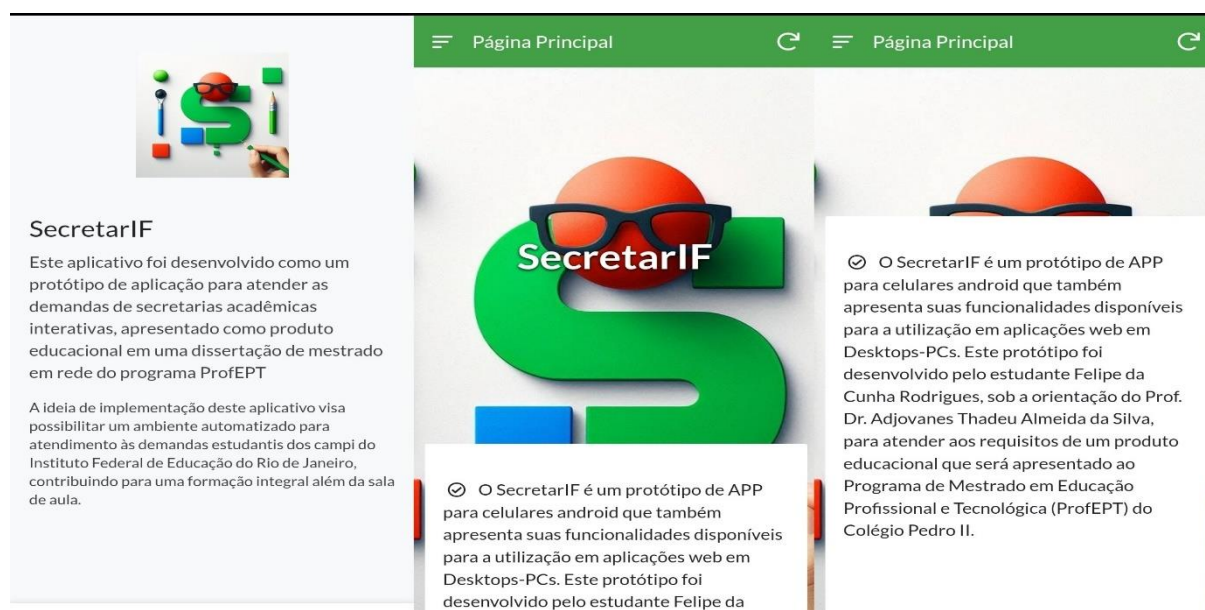 SecretarIF
Este aplicativo foi desenvolvido como um
protótipo de aplicação para atender as
demandas de secretarias acadêmicas
interativas, apresentado como produto
educacional em uma dissertação de mestrado
em rede do programa ProfEPT
A ideia de implementação deste aplicativo visa
possibilitar um ambiente automatizado para
atendimento às demandas estudantis dos campi do
Instituto Federal de Educação do Rio de Janeiro,
contribuindo para uma formação integral além da sala
de aula.
Página Principal
SecretarIF
O SecretarIF é um protótipo de APP
para celulares android que também
apresenta suas funcionalidades disponíveis
para a utilização em aplicações web em
Desktops-PCs. Este protótipo foi
desenvolvido pelo estudante Felipe da
Página Principal
O SecretarIF é um protótipo de APP
para celulares android que também
apresenta suas funcionalidades disponíveis
para a utilização em aplicações web em
Desktops-PCs. Este protótipo foi
desenvolvido pelo estudante Felipe da
Cunha Rodrigues, sob a orientação do Prof.
Dr. Adjovanes Thadeu Almeida da Silva,
para atender aos requisitos de um produto
educacional que será apresentado ao
Programa de Mestrado em Educação
Profissional e Tecnológica (ProfEPT) do
Colégio Pedro II.